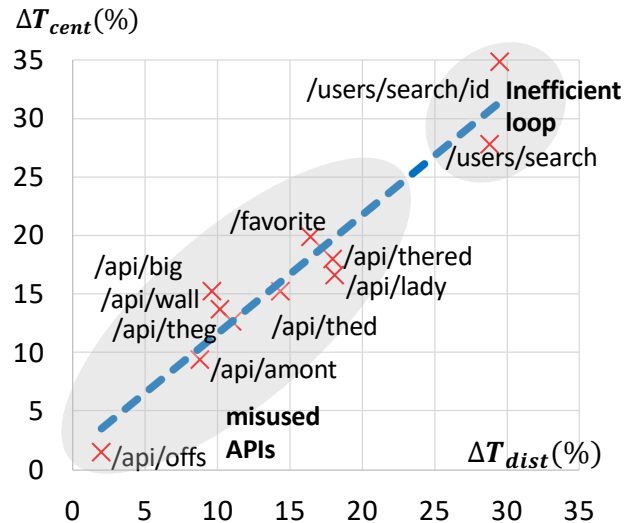 ΔT_cent(%)
35
30
25
20
15
10
5
0
/users/search/id
Inefficient
loop
/users/search
/favorite
/api/thered
/api/big
/api/lady
/api/wall
/api/theg
/api/thed
/api/amont
misused
APIs
/api/offs
ΔT_dist(%)
0 5 10 15 20 25 30 35